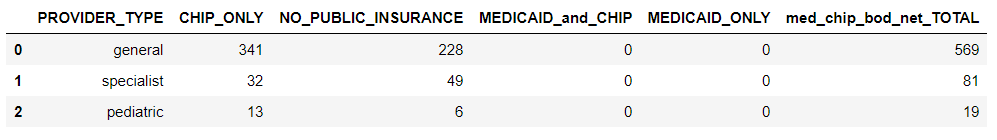 PROVIDER_TYPE CHIP_ONLY NO_PUBLIC_INSURANCE MEDICAID_and_CHIP MEDICAID_ONLY med_chip_bod_net_TOTAL
0 general 341 228 0 0 569
1 specialist 32 49 0 0 81
2 pediatric 13 6 0 0 19